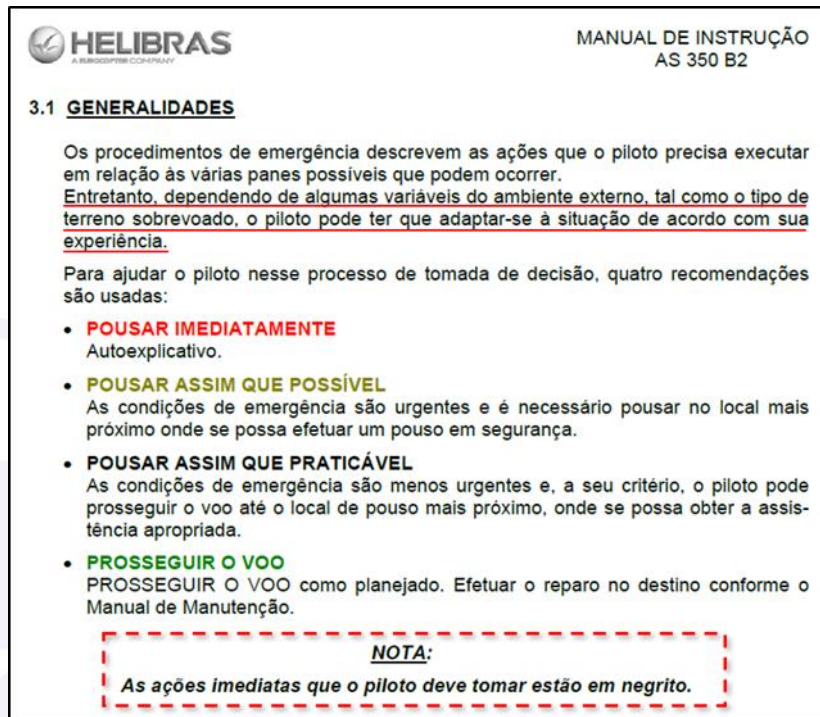 HELIBRAS
A EUROCOPTER COMPANY
MANUAL DE INSTRUÇÃO
AS 350 B2
3.1 GENERALIDADES
Os procedimentos de emergência descrevem as ações que o piloto precisa executar
em relação às várias panes possíveis que podem ocorrer.
Entretanto, dependendo de algumas variáveis do ambiente externo, tal como o tipo de
terreno sobrevoado, o piloto pode ter que adaptar-se à situação de acordo com sua
experiência.
Para ajudar o piloto nesse processo de tomada de decisão, quatro recomendações
são usadas:
• POUSAR IMEDIATAMENTE
Autoexplicativo.
• POUSAR ASSIM QUE POSSÍVEL
As condições de emergência são urgentes e é necessário pousar no local mais
próximo onde se possa efetuar um pouso em segurança.
• POUSAR ASSIM QUE PRATICÁVEL
As condições de emergência são menos urgentes e, a seu critério, o piloto pode
prosseguir o voo até o local de pouso mais próximo, onde se possa obter a assis-
tência apropriada.
• PROSSEGUIR O VOO
PROSSEGUIR O VOO como planejado. Efetuar o reparo no destino conforme o
Manual de Manutenção.
NOTA:
As ações imediatas que o piloto deve tomar estão em negrito.